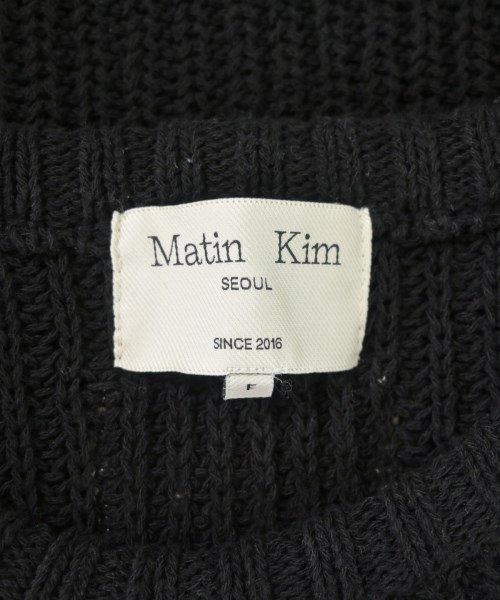 Matin Kim
SEOUL
SINCE 2016
F